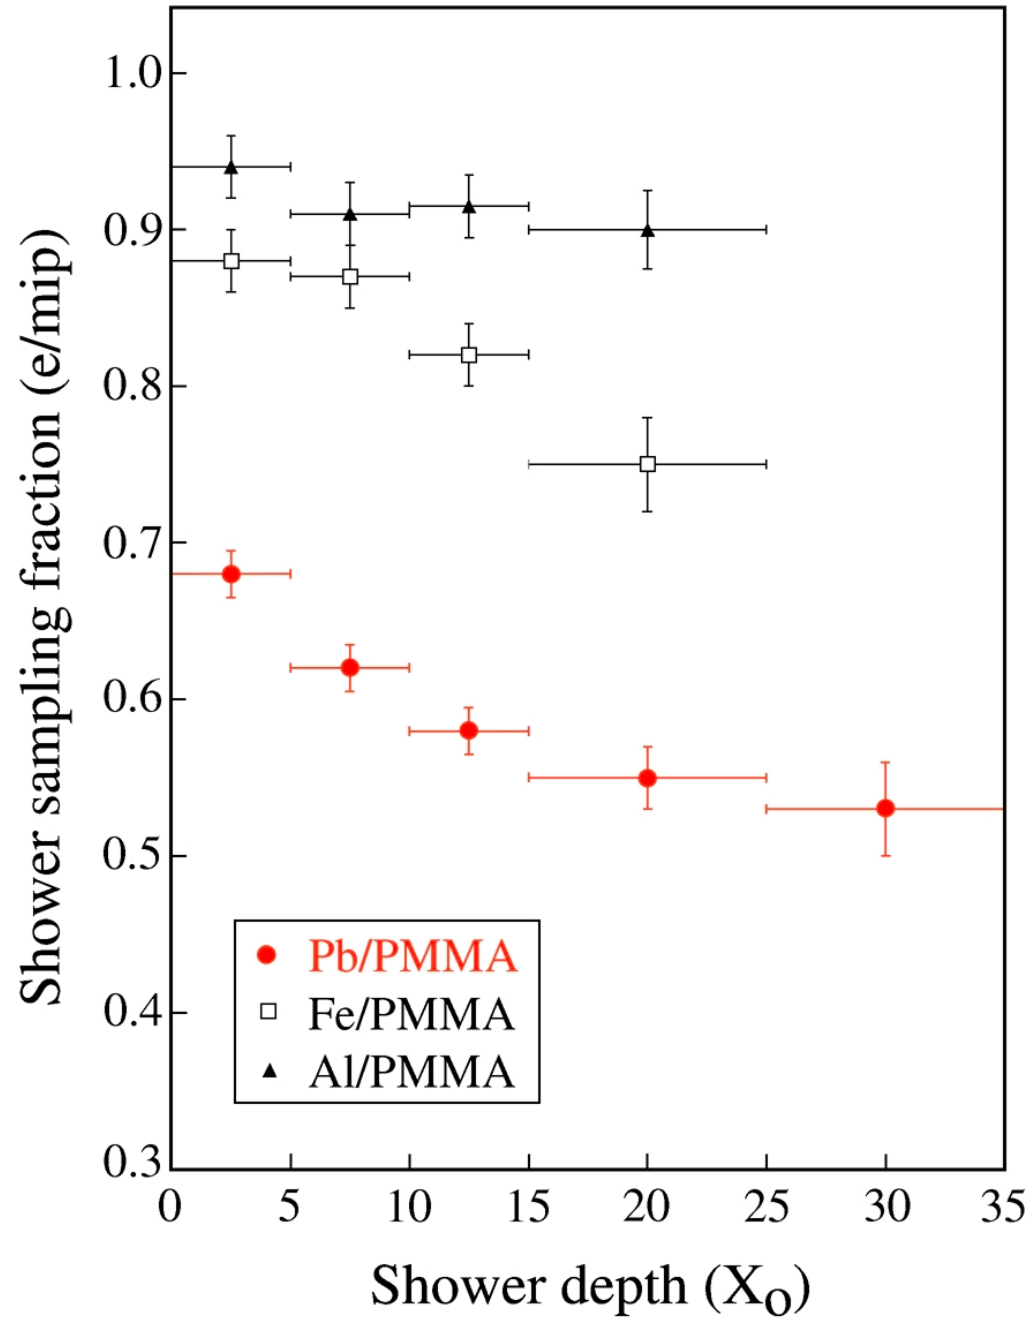 Shower sampling fraction (e/mip)
1.0
0.9
0.8
0.7
0.6
0.5
0.4
0.3
Pb/PMMA
Fe/PMMA
Al/PMMA
0 5 10 15 20 25 30 35
Shower depth (X₀)